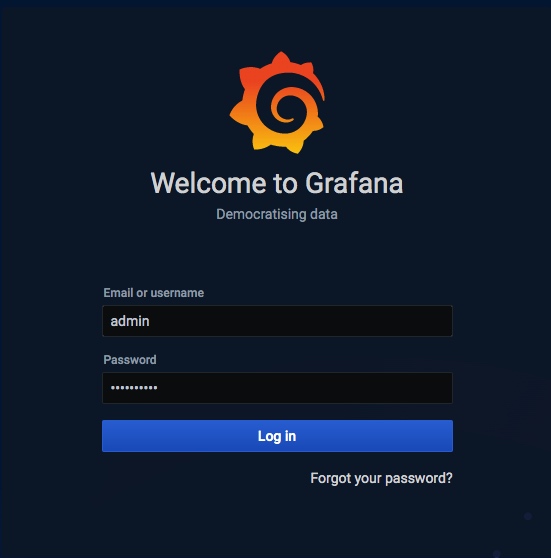 Welcome to Grafana
Democratising data
Email or username
admin
Password
••••••••••
Log in
Forgot your password?